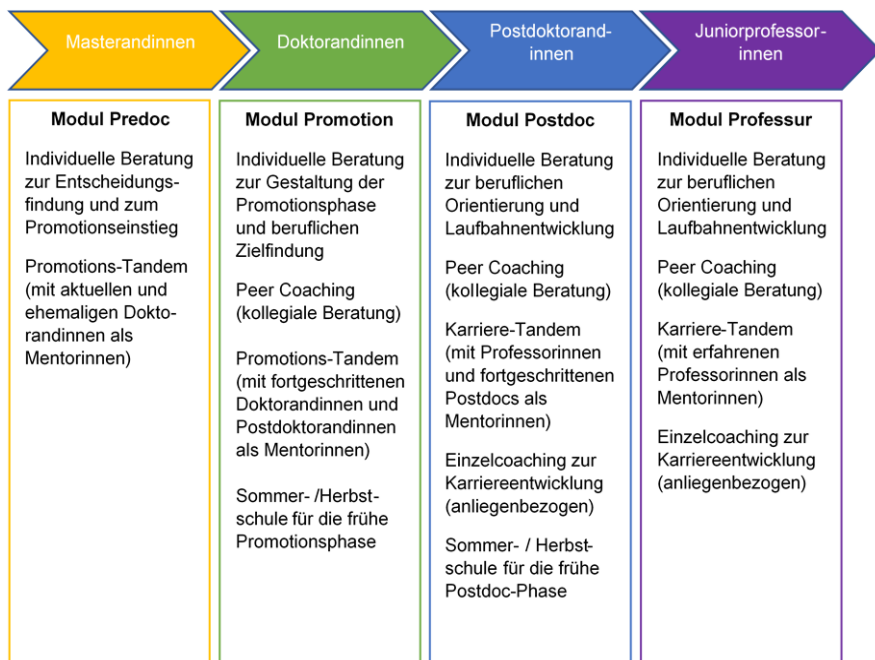 Masterandinnen
Doktorandinnen
Postdoktorand-
innen
Juniorprofessor-
innen
Modul Predoc
Individuelle Beratung
zur Entscheidungs-
findung und zum
Promotionseinstieg
Promotions-Tandem
(mit aktuellen und
ehemaligen Dokto-
randinnen als
Mentorinnen)
Modul Promotion
Individuelle Beratung
zur Gestaltung der
Promotionsphase
und beruflichen
Zielfindung
Peer Coaching
(kollegiale Beratung)
Promotions-Tandem
(mit fortgeschrittenen
Doktorandinnen und
Postdoktorandinnen
als Mentorinnen)
Sommer- /Herbst-
schule für die frühe
Promotionsphase
Modul Postdoc
Individuelle Beratung
zur beruflichen
Orientierung und
Laufbahnentwicklung
Peer Coaching
(kollegiale Beratung)
Karriere-Tandem
(mit Professorinnen
und fortgeschrittenen
Postdocs als
Mentorinnen)
Einzelcoaching zur
Karriereentwicklung
(anliegenbezogen)
Sommer- / Herbst-
schule für die frühe
Postdoc-Phase
Modul Professur
Individuelle Beratung
zur beruflichen
Orientierung und
Laufbahnentwicklung
Peer Coaching
(kollegiale Beratung)
Karriere-Tandem
(mit erfahrenen
Professorinnen als
Mentorinnen)
Einzelcoaching zur
Karriereentwicklung
(anliegenbezogen)